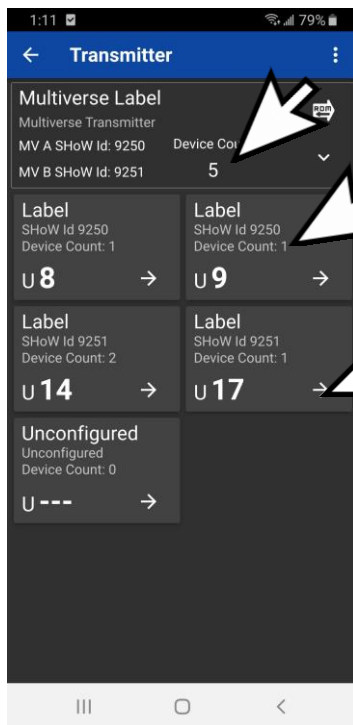 1:11 79%
Transmitter
Multiverse Label
Multiverse Transmitter
MV A SHoW Id: 9250 Device
MV B SHoW Id: 9251 5
Label
SHoW Id 9250
Device Count: 1
U 8
Label
SHoW Id 9250
Device Count: 1
U 9
Label
SHoW Id 9251
Device Count: 2
U 14
Label
SHoW Id 9251
Device Count: 1
U 17
Unconfigured
Unconfigured
Device Count: 0
U ---